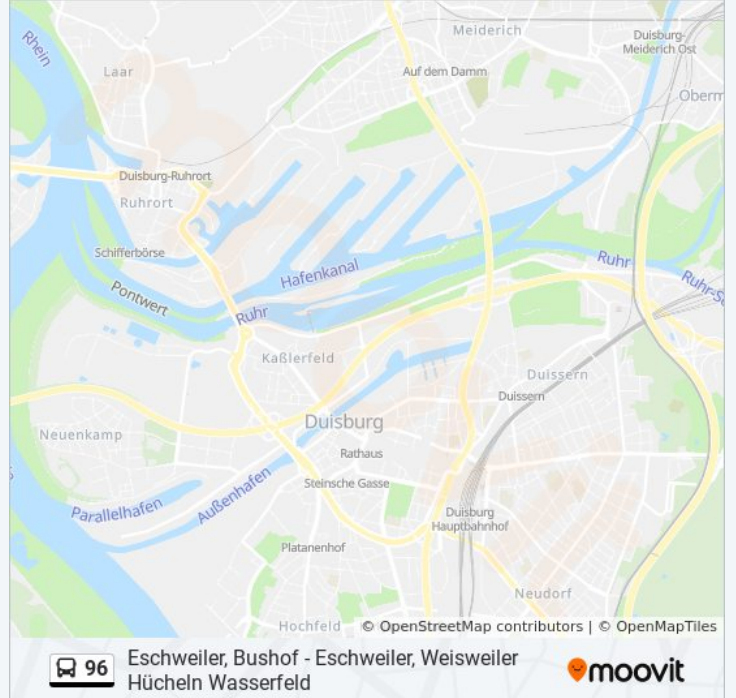 Rhein
Meiderich
Duisburg-
Meiderich Ost
Laar
Auf dem Damm
Oberm
Duisburg-Ruhrort
Ruhrort
Schifferbörse
Hafenkanal
Ruhr
Ruhr-S
Pontwert
Ruhr
Kaßlerfeld
Duissern
Duissern
Duisburg
Neuenkamp
Rathaus
Steinsche Gasse
Außenhafen
Parallelhafen
Duisburg
Hauptbahnhof
Platanenhof
Neudorf
Hochfeld
© OpenStreetMap contributors | © OpenMapTiles
96
Eschweiler, Bushof - Eschweiler, Weisweiler
Hücheln Wasserfeld
moovit